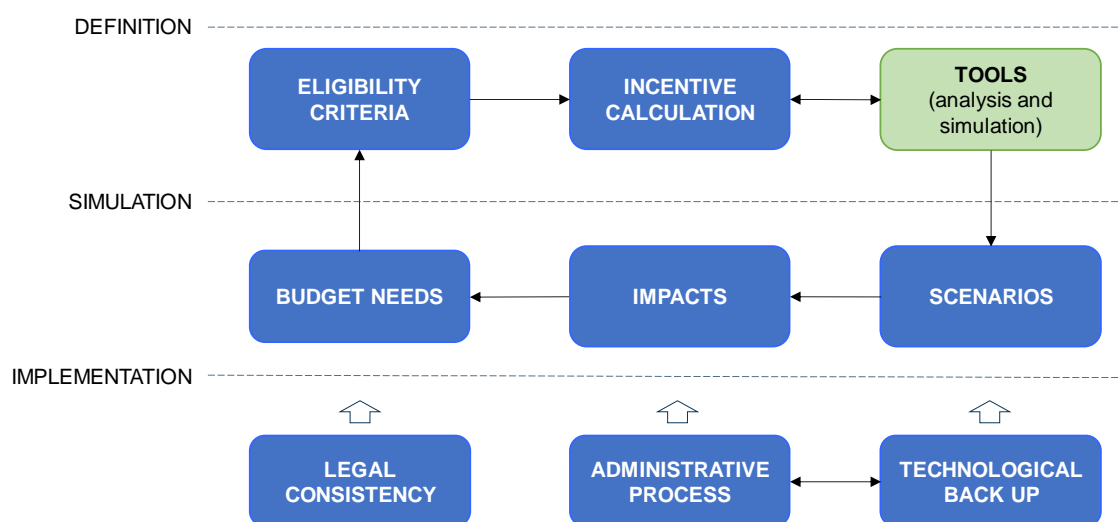 DEFINITION
ELIGIBILITY
CRITERIA
INCENTIVE
CALCULATION
TOOLS
(analysis and
simulation)
SIMULATION
BUDGET NEEDS
IMPACTS
SCENARIOS
IMPLEMENTATION
LEGAL
CONSISTENCY
ADMINISTRATIVE
PROCESS
TECHNOLOGICAL
BACK UP